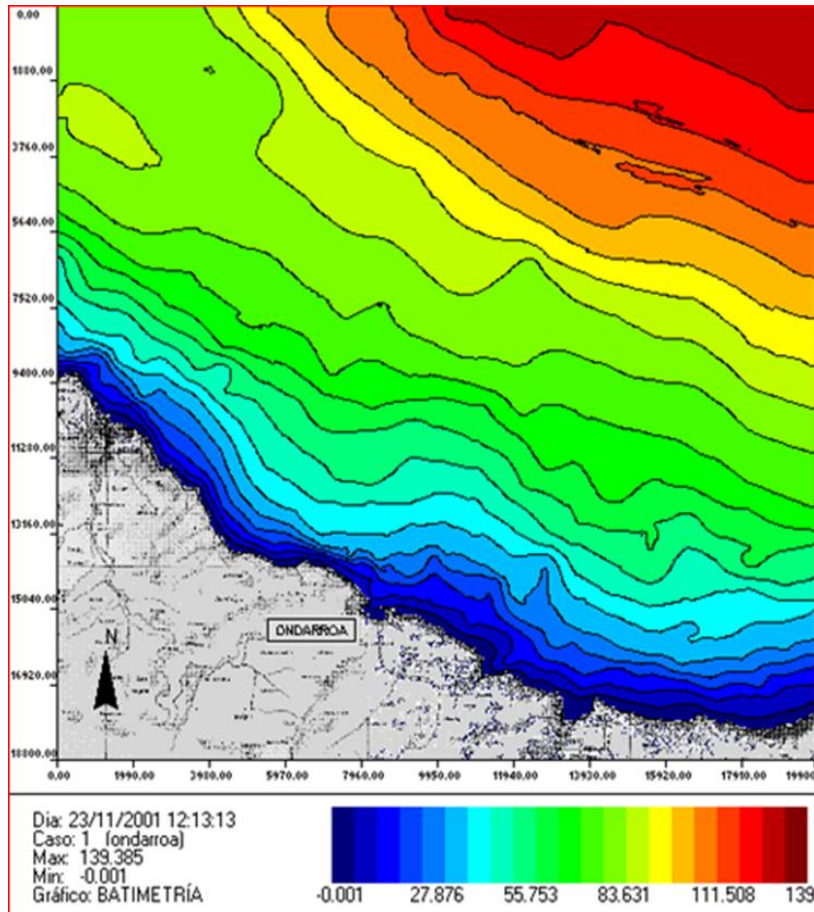 0.00
1880.00
3760.00
5640.00
7520.00
9400.00
11280.00
13160.00
15040.00
16920.00
18800.00
ONDARROA
N
0.00 1990.00 3980.00 5970.00 7960.00 9950.00 11940.00 13930.00 15920.00 17910.00 19900
Dia: 23/11/2001 12:13:13
Caso: 1 (ondarroa)
Max: 139.385
Min: -0.001
Gráfico: BATIMETRÍA
-0.001 27.876 55.753 83.631 111.508 139